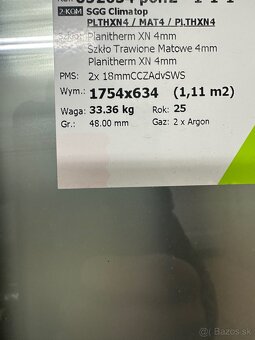 2-KOM SGG Climatop
PLTHXN4 / MAT4 / PLTHXN4
Planitherm XN 4mm
Szkło Trawione Matowe 4mm
Planitherm XN 4mm
PMS: 2x 18mmCCZAdvSWS
Wym.: 1754x634 (1,11 m2)
Waga: 33.36 kg Rok: 25
Gr.: 48.00 mm Gaz: 2 x Argon
© Bazos.sk